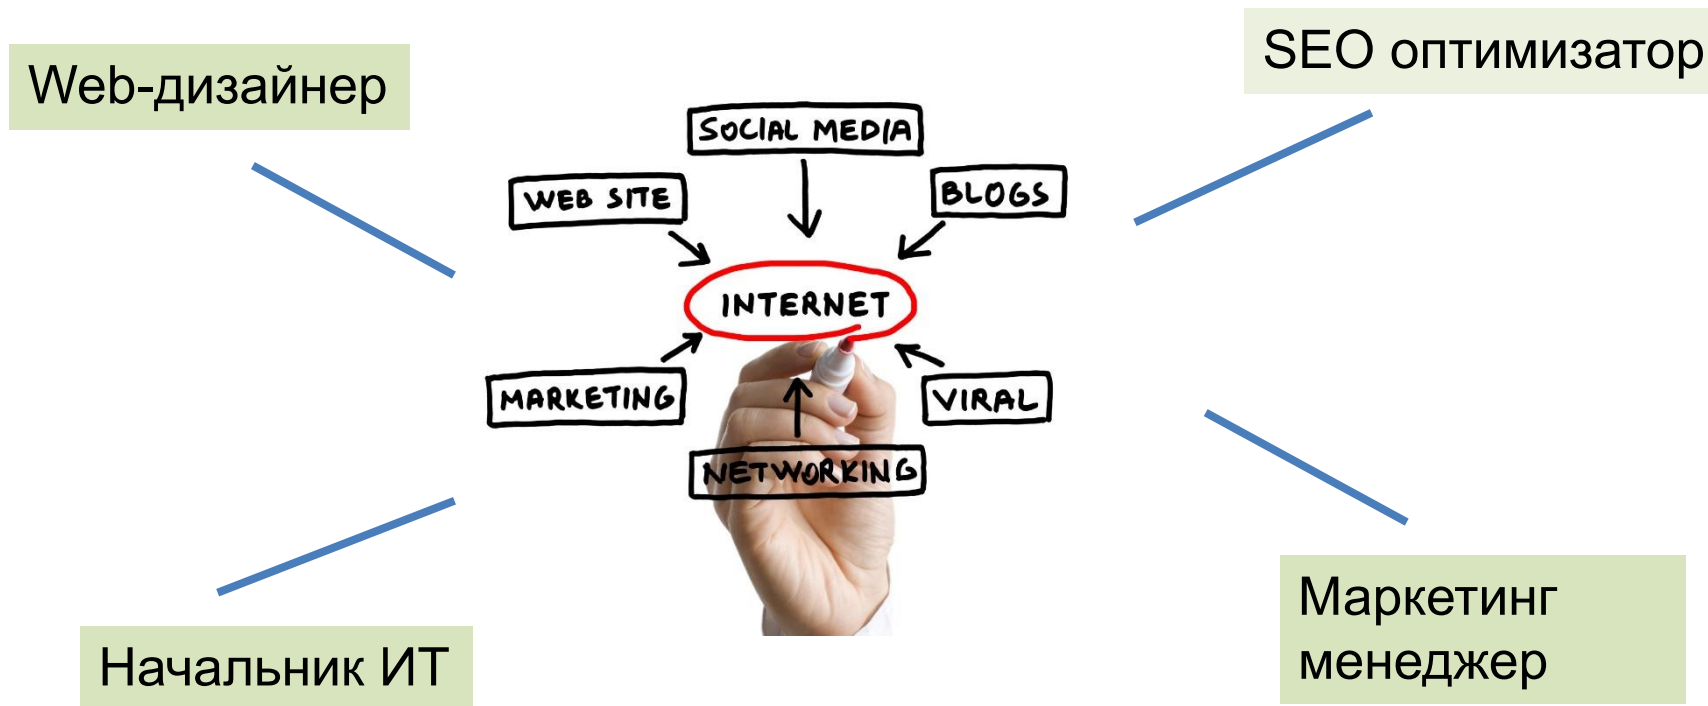 Web-дизайнер
SEO оптимизатор
SOCIAL MEDIA
WEB SITE
BLOGS
INTERNET
MARKETING
VIRAL
NETWORKING
Начальник ИТ
Маркетинг
менеджер